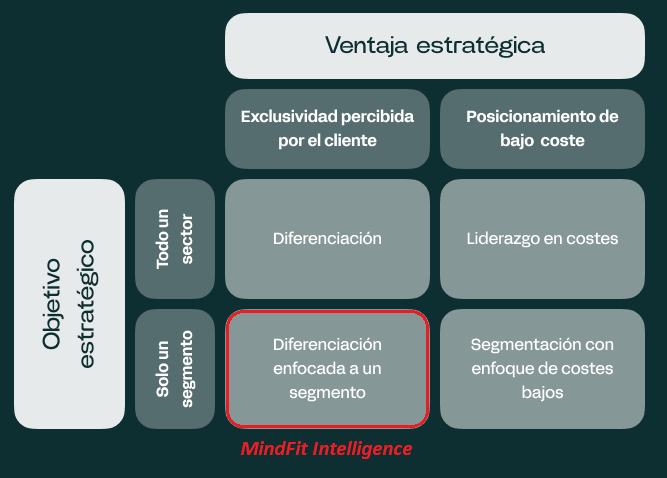 Ventaja estratégica
Exclusividad percibida
por el cliente
Posicionamiento de
bajo coste
Objetivo
estratégico
Todo un
sector
Diferenciación
Liderazgo en costes
Solo un
segmento
Diferenciación
enfocada a un
segmento
Segmentación con
enfoque de costes
bajos
MindFit Intelligence